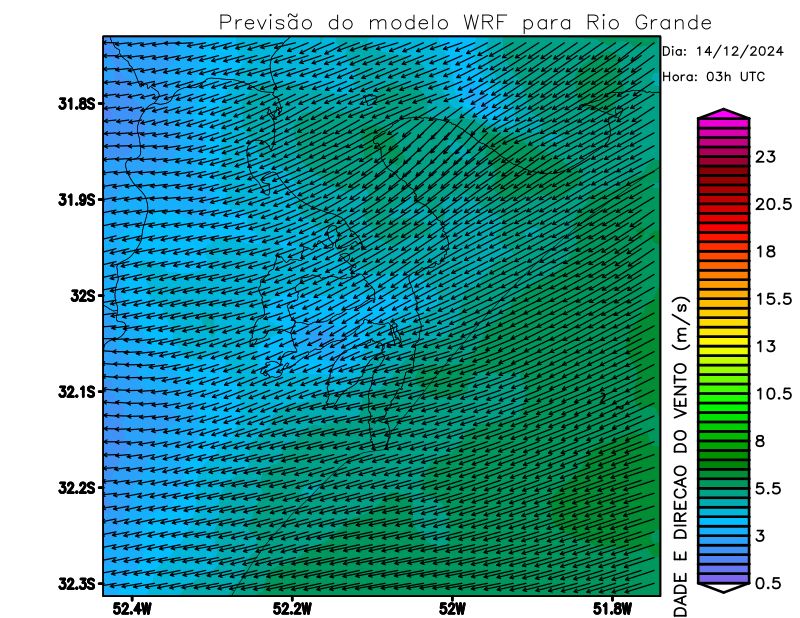 Previsão do modelo WRF para Rio Grande
Dia: 14/12/2024
Hora: 03h UTC
31.8S
31.9S
32S
32.1S
32.2S
32.3S
52.4W
52.2W
52W
51.8W
23
20.5
18
15.5
13
10.5
8
5.5
3
0.5
DADE E DIRECAO DO VENTO (m/s)